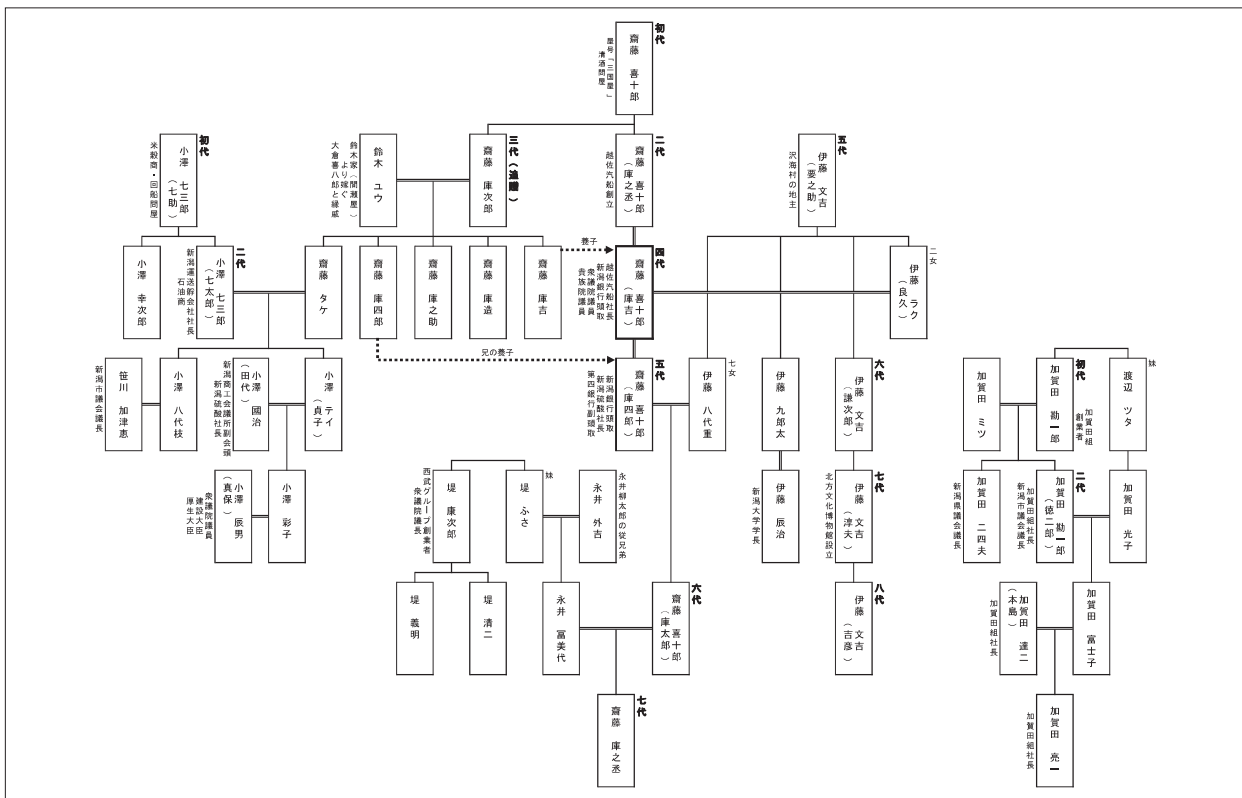 初代
齋藤 喜十郎
屋号「三国屋」
清酒問屋
五代
伊藤 文吉
（要之助）
沢海村の地主
二代
齋藤 喜十郎
（庫之丞）
越佐汽船創立
三代（追贈）
齋藤 庫次郎
鈴木 ユウ
鈴木家（間瀬屋）
より嫁ぐ
大倉喜八郎と縁戚
初代
小澤 七三郎
（七助）
米穀商・回船問屋
二女
伊藤 ラク
（良久）
四代
齋藤 喜十郎
（庫吉）
越佐汽船社長
新潟銀行頭取
衆議院議員
貴族院議員
養子
齋藤 庫吉
齋藤 庫造
齋藤 庫之助
齋藤 庫四郎
齋藤 タケ
二代
小澤 七三郎
（七太郎）
新潟運送會社社長
石油商
小澤 幸次郎
兄の養子
妹
渡辺 ツタ
初代
加賀田 勘一郎
加賀田組
創業者
加賀田 ミツ
六代
伊藤 文吉
（謙次郎）
伊藤 九郎太
七女
伊藤 八代重
五代
齋藤 喜十郎
（庫四郎）
新潟銀行頭取
新潟硫酸社長
第四銀行副頭取
小澤 テイ
（貞子）
小澤 國治
（田代）
新潟商工会議所副会頭
新潟硫酸社長
小澤 八代枝
笹川 加津恵
新潟市議会議長
加賀田 光子
二代
加賀田 勘一郎
（徳二郎）
加賀田組社長
新潟市議会議長
加賀田 二四夫
新潟県議会議長
七代
伊藤 文吉
（淳夫）
北方文化博物館設立
伊藤 辰治
新潟大学学長
永井柳太郎の従兄弟
永井 外吉
妹
堤 ふさ
堤 康次郎
西武グループ創業者
衆議院議長
小澤 彩子
小澤 辰男
（真保）
衆議院議員
建設大臣
厚生大臣
加賀田 富士子
加賀田 達二
（本島）
加賀田組社長
八代
伊藤 文吉
（吉彦）
六代
齋藤 喜十郎
（庫太郎）
永井 冨美代
堤 清二
堤 義明
加賀田 亮一
加賀田組社長
七代
齋藤 庫之丞